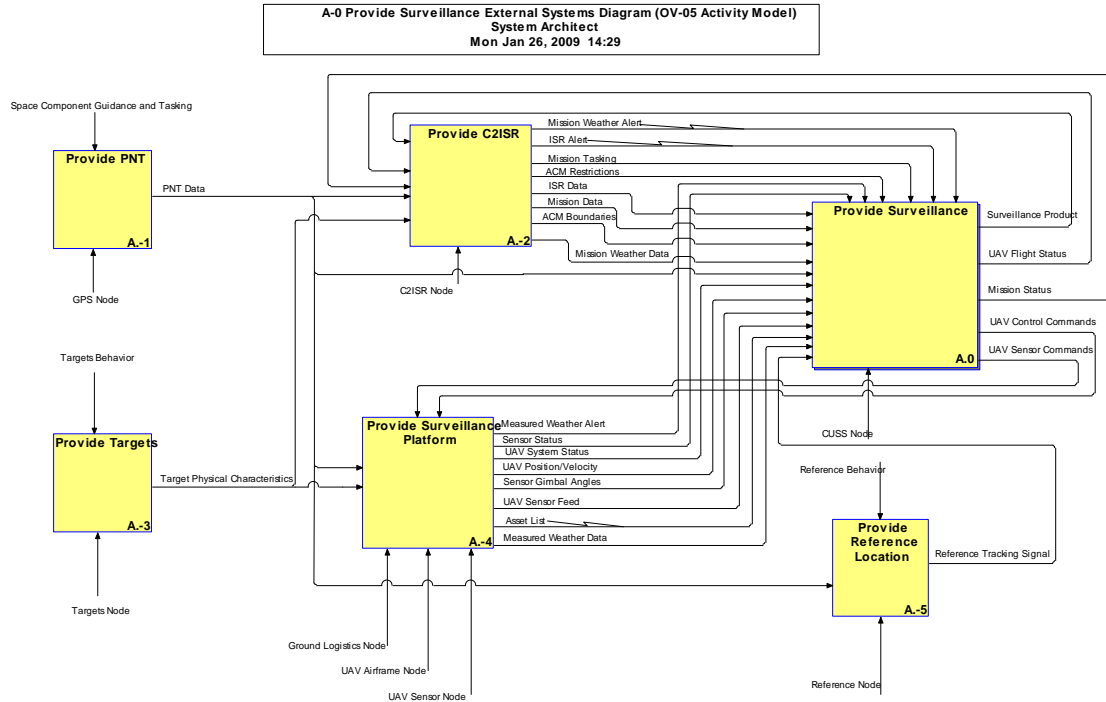 A-0 Provide Surveillance External Systems Diagram (OV-05 Activity Model)
System Architect
Mon Jan 26, 2009 14:29
Space Component Guidance and Tasking
Provide PNT
A.-1
PNT Data
GPS Node
Provide C2ISR
A.-2
Mission Weather Alert
ISR Alert
Mission Tasking
ACM Restrictions
ISR Data
Mission Data
ACM Boundaries
Mission Weather Data
C2ISR Node
Provide Surveillance
A.0
Surveillance Product
UAV Flight Status
Mission Status
UAV Control Commands
UAV Sensor Commands
CUSS Node
Targets Behavior
Provide Targets
A.-3
Target Physical Characteristics
Targets Node
Provide Surveillance
Platform
A.-4
Measured Weather Alert
Sensor Status
UAV System Status
UAV Position/Velocity
Sensor Gimbal Angles
UAV Sensor Feed
Asset List
Measured Weather Data
Ground Logistics Node
UAV Airframe Node
UAV Sensor Node
Reference Behavior
Provide
Reference
Location
A.-5
Reference Tracking Signal
Reference Node